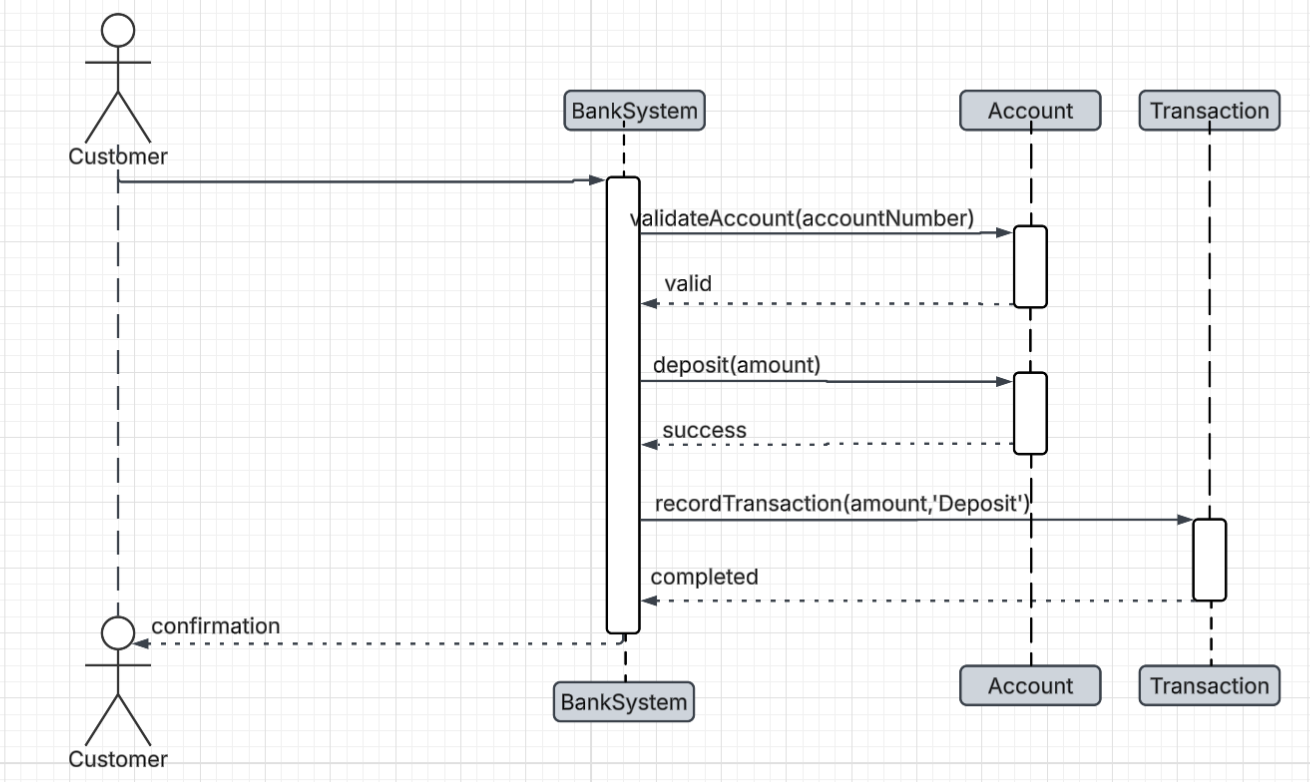 BankSystem
Account
Transaction
Customer
validateAccount(accountNumber)
valid
deposit(amount)
success
recordTransaction(amount,'Deposit')
completed
confirmation
Account
Transaction
BankSystem
Customer